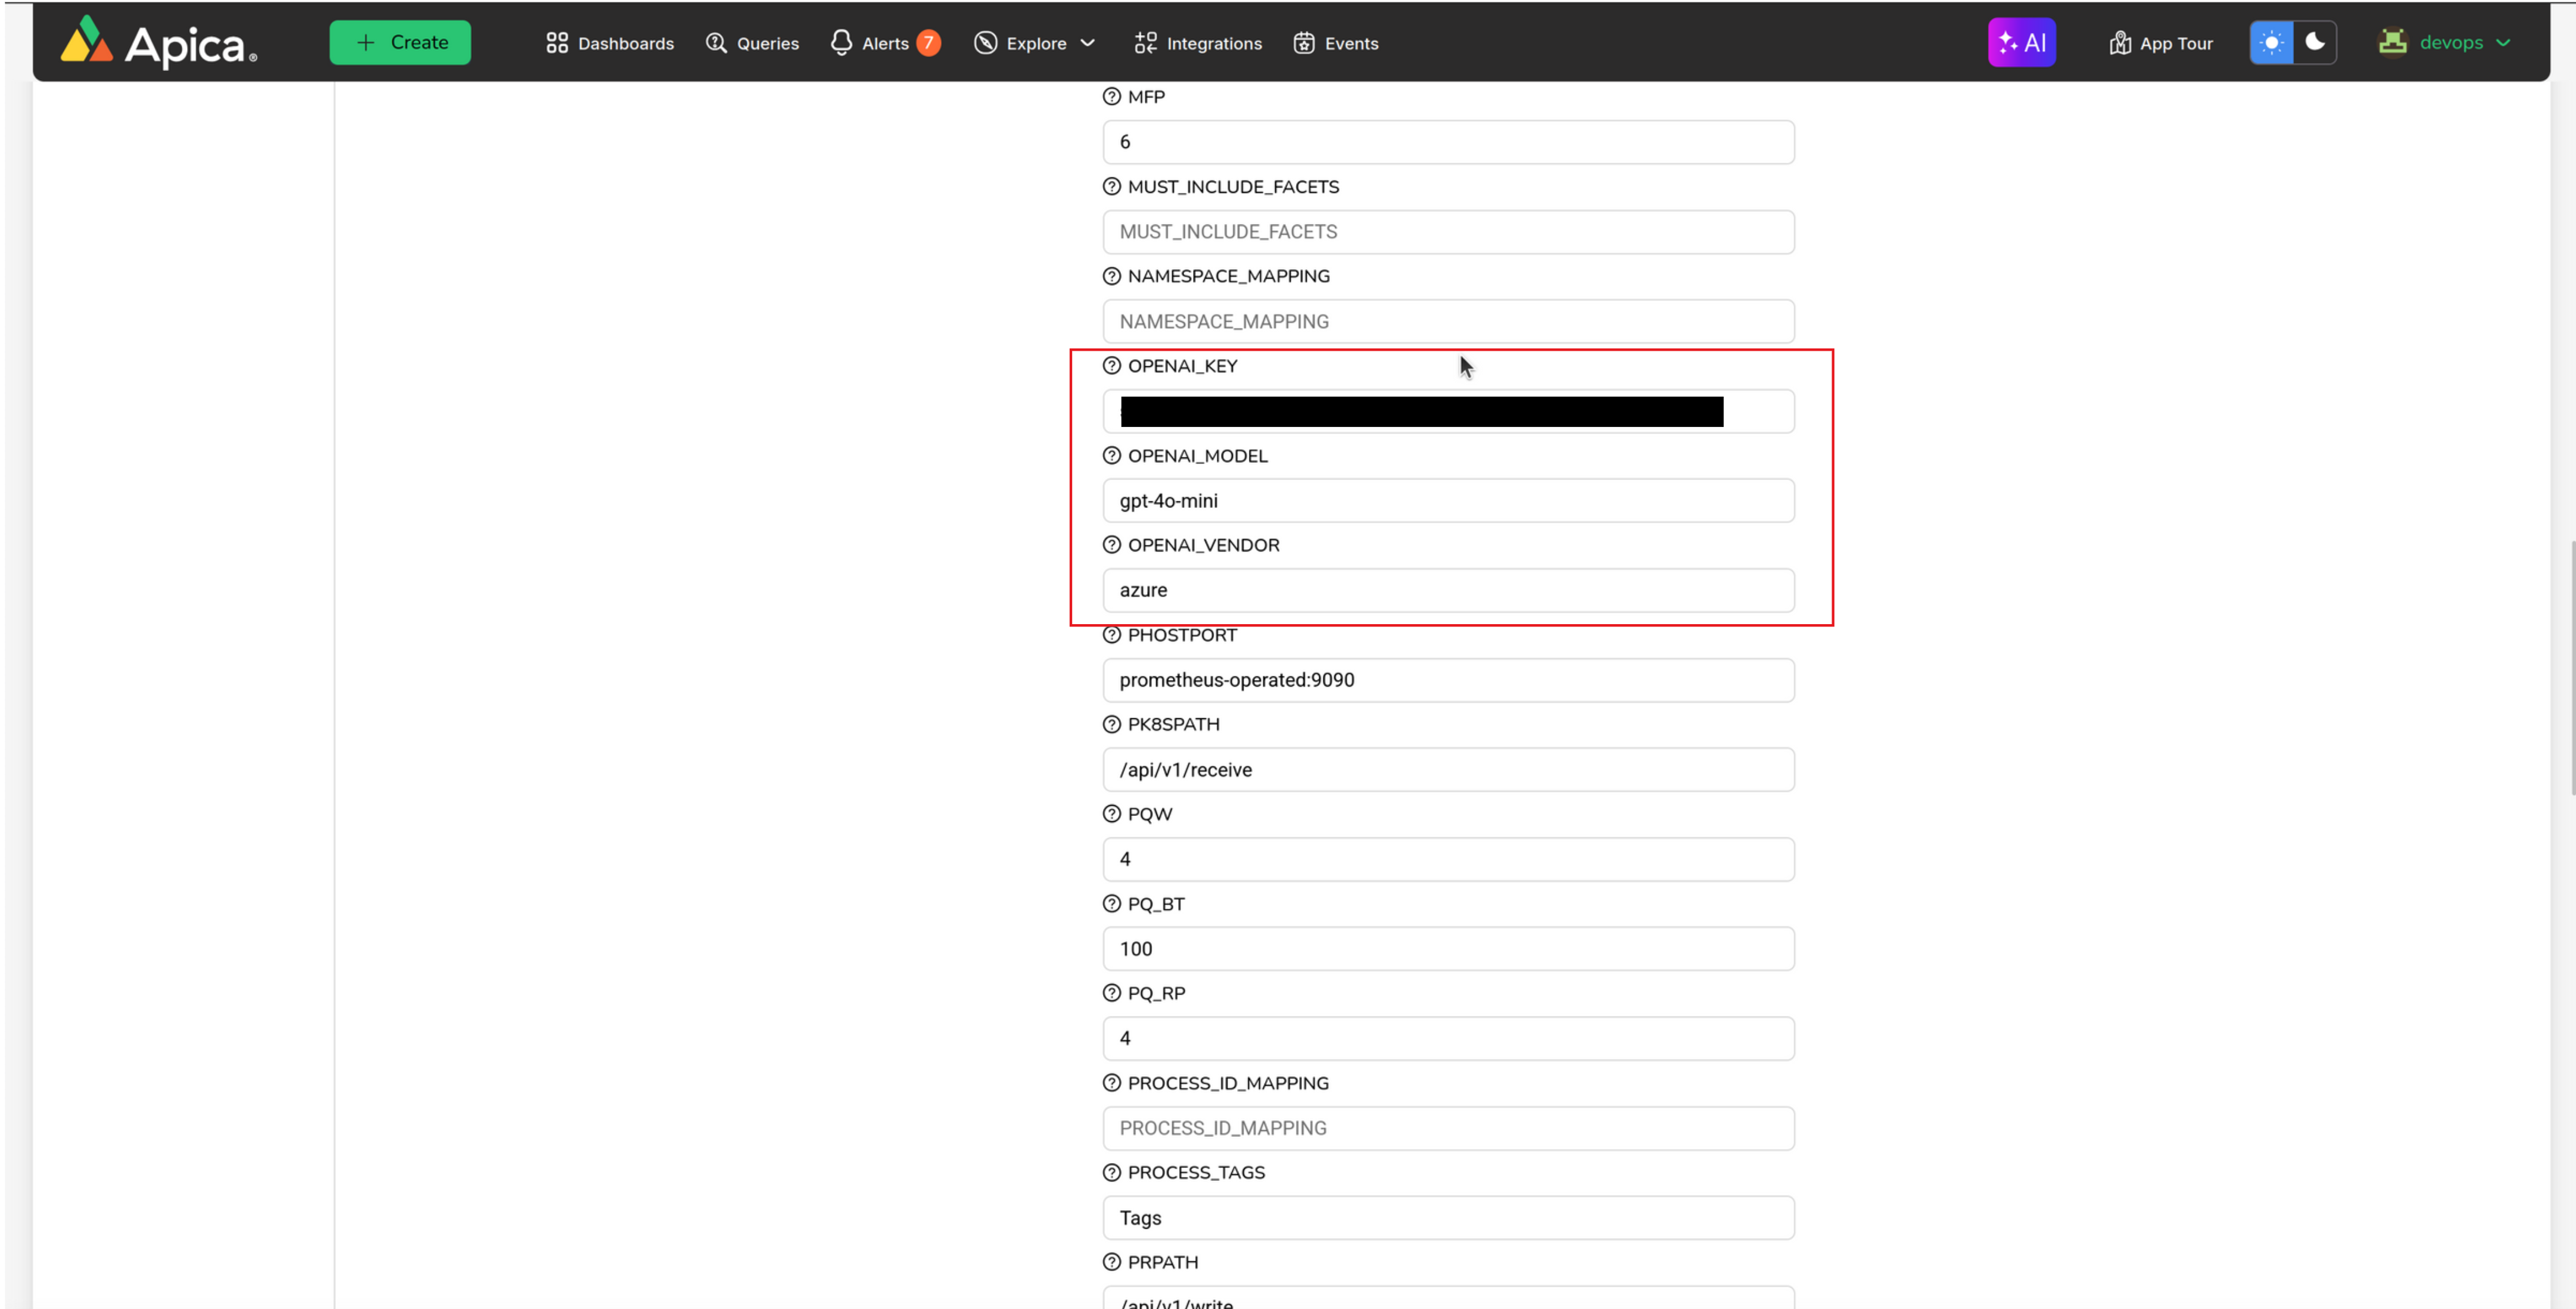 Apica®
+ Create
Dashboards
Queries
Alerts 7
Explore
Integrations
Events
AI
App Tour
devops
MFP
6
MUST_INCLUDE_FACETS
MUST_INCLUDE_FACETS
NAMESPACE_MAPPING
NAMESPACE_MAPPING
OPENAI_KEY
OPENAI_MODEL
gpt-4o-mini
OPENAI_VENDOR
azure
PHOSTPORT
prometheus-operated:9090
PK8SPATH
/api/v1/receive
PQW
4
PQ_BT
100
PQ_RP
4
PROCESS_ID_MAPPING
PROCESS_ID_MAPPING
PROCESS_TAGS
Tags
PRPATH
/api/v1/write